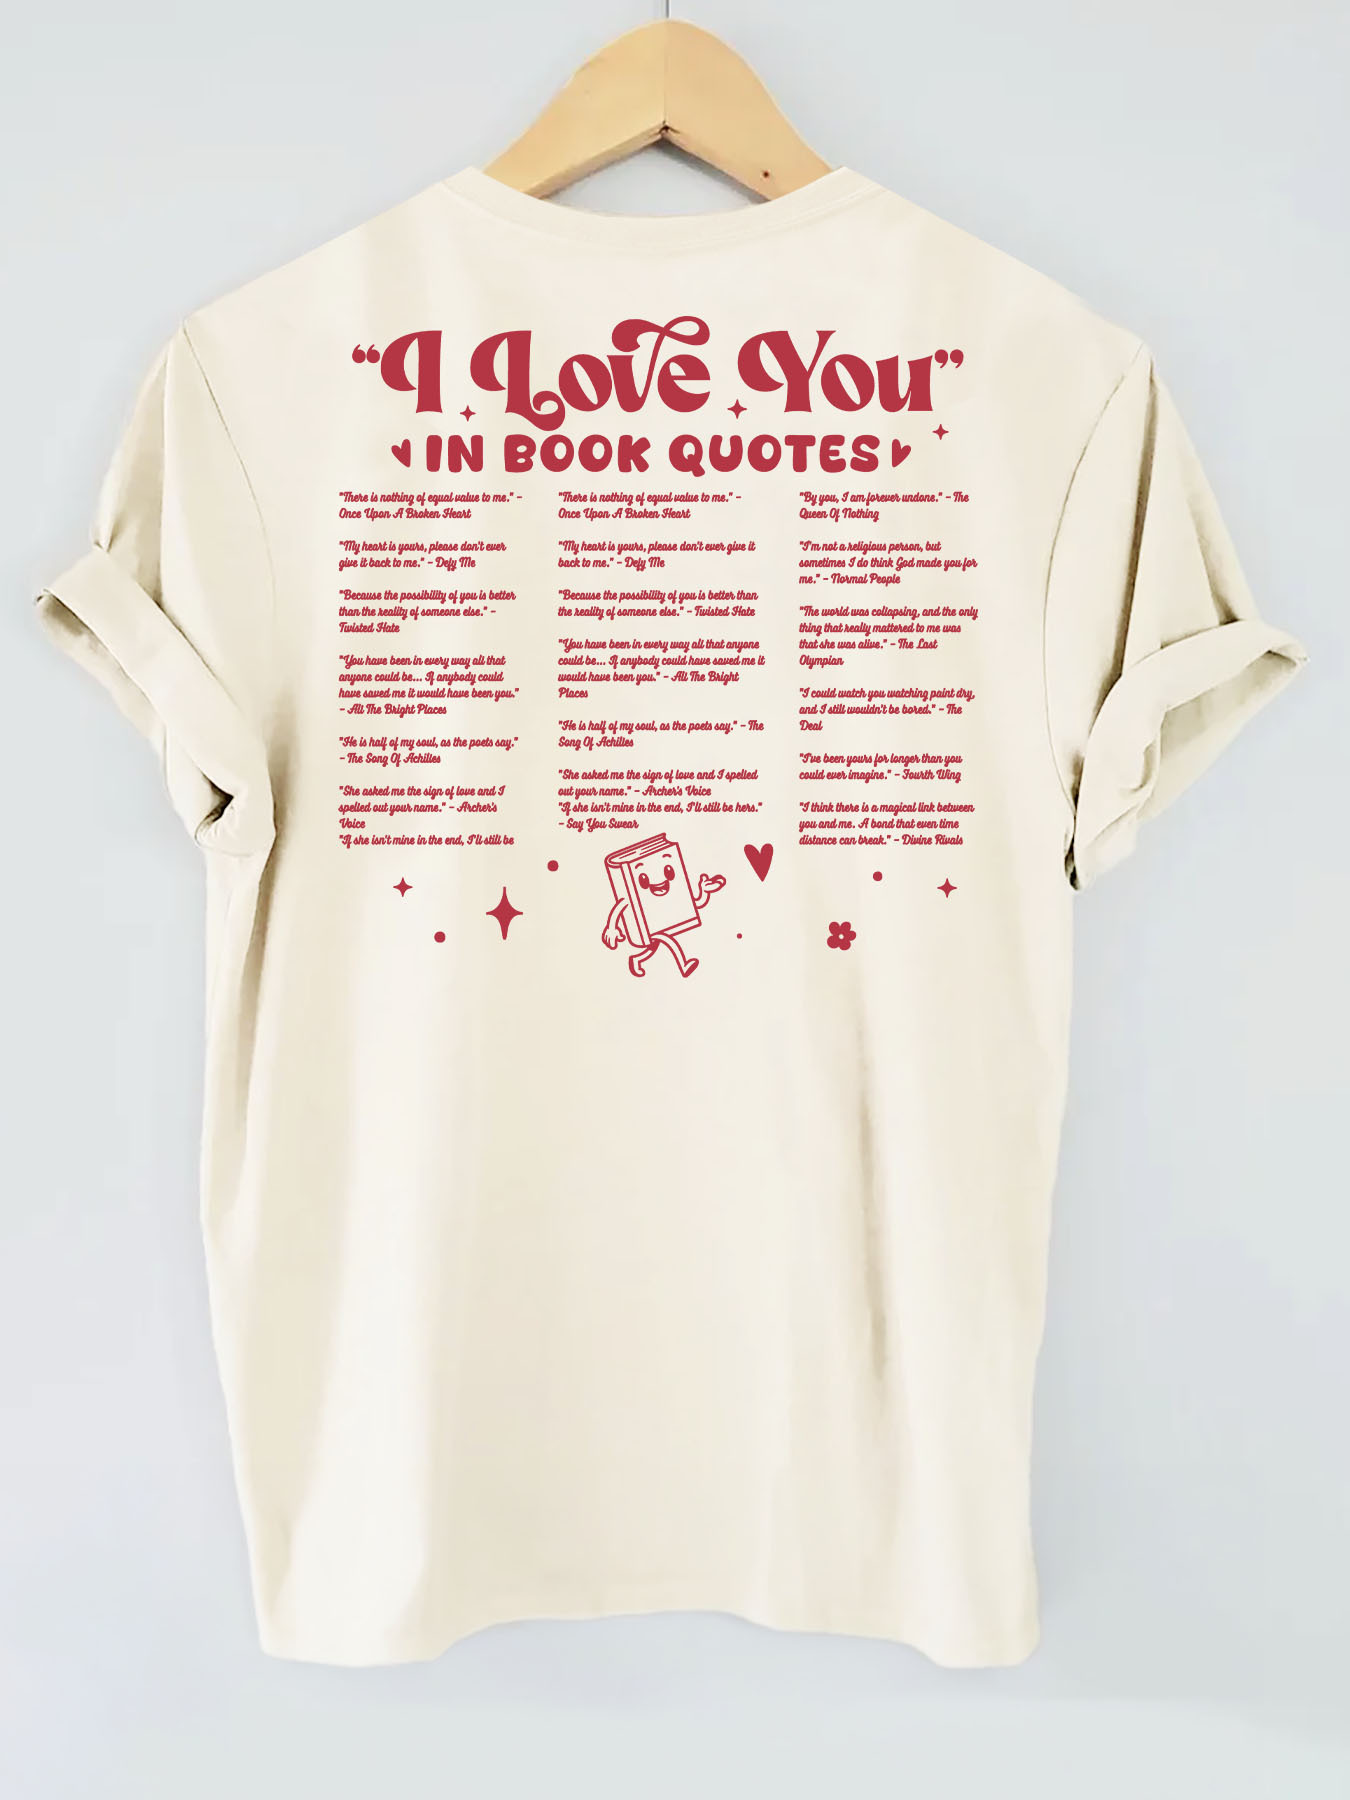 “I Love You”
IN BOOK QUOTES
"There is nothing of equal value to me." –
Once Upon A Broken Heart
"My heart is yours, please don't ever
give it back to me." – Defy Me
"Because the possibility of you is better
than the reality of someone else." –
Twisted Hate
"You have been in every way all that
anyone could be... If anybody could
have saved me it would have been you."
– All The Bright Places
"He is half of my soul, as the poets say."
– The Song Of Achilles
"She asked me the sign of love and I
spelled out your name." – Archer's
Voice
"If she isn't mine in the end, I'll still be
"There is nothing of equal value to me." –
Once Upon A Broken Heart
"My heart is yours, please don't ever give it
back to me." – Defy Me
"Because the possibility of you is better than
the reality of someone else." – Twisted Hate
"You have been in every way all that anyone
could be... If anybody could have saved me it
would have been you." – All The Bright
Places
"He is half of my soul, as the poets say." – The
Song Of Achilles
"She asked me the sign of love and I spelled
out your name." – Archer's Voice
"If she isn't mine in the end, I'll still be hers."
– Say You Swear
"By you, I am forever undone." – The
Queen Of Nothing
"I'm not a religious person, but
sometimes I do think God made you for
me." – Normal People
"The world was collapsing, and the only
thing that really mattered to me was
that she was alive." – The Last
Olympian
"I could watch you watching paint dry,
and I still wouldn't be bored." – The
Deal
"I've been yours for longer than you
could ever imagine." – Fourth Wing
"I think there is a magical link between
you and me. A bond that even time
distance can break." – Divine Rivals